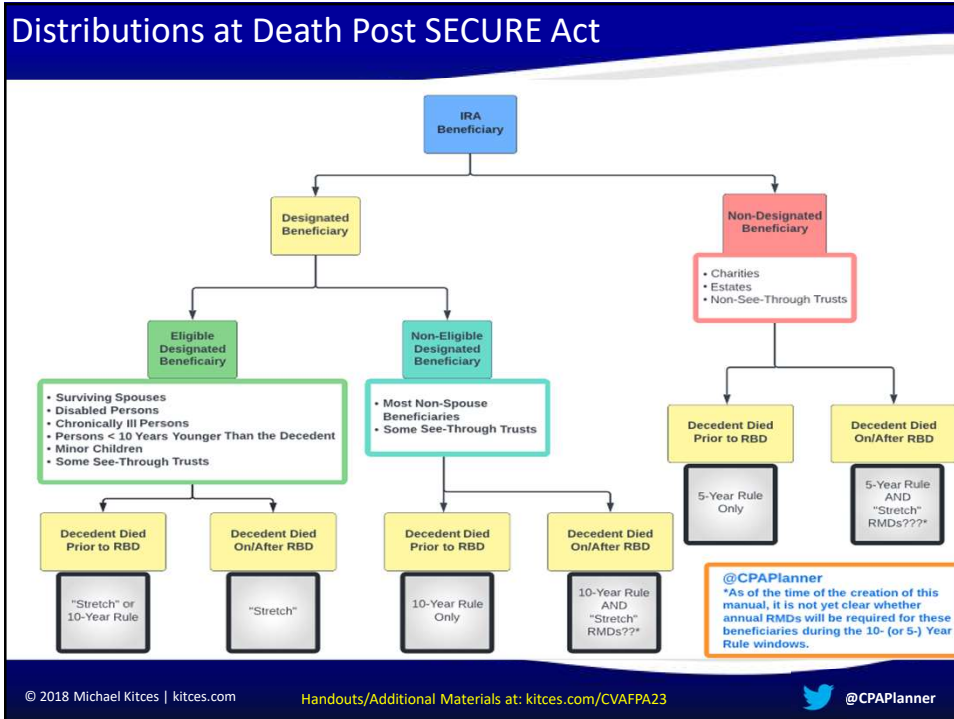 Distributions at Death Post SECURE Act
IRA
Beneficiary
Designated
Beneficiary
Non-Designated
Beneficiary
• Charities
• Estates
• Non-See-Through Trusts
Eligible
Designated
Beneficairy
Non-Eligible
Designated
Beneficiary
• Surviving Spouses
• Disabled Persons
• Chronically Ill Persons
• Persons < 10 Years Younger Than the Decedent
• Minor Children
• Some See-Through Trusts
• Most Non-Spouse
Beneficiaries
• Some See-Through Trusts
Decedent Died
Prior to RBD
Decedent Died
On/After RBD
5-Year Rule
Only
5-Year Rule
AND
"Stretch"
RMDs???*
Decedent Died
Prior to RBD
Decedent Died
On/After RBD
Decedent Died
Prior to RBD
Decedent Died
On/After RBD
"Stretch" or
10-Year Rule
"Stretch"
10-Year Rule
Only
10-Year Rule
AND
"Stretch"
RMDs??*
@CPAPlanner
*As of the time of the creation of this
manual, it is not yet clear whether
annual RMDs will be required for these
beneficiaries during the 10- (or 5-) Year
Rule windows.
© 2018 Michael Kitces | kitces.com
Handouts/Additional Materials at: kitces.com/CVAFPA23
@CPAPlanner